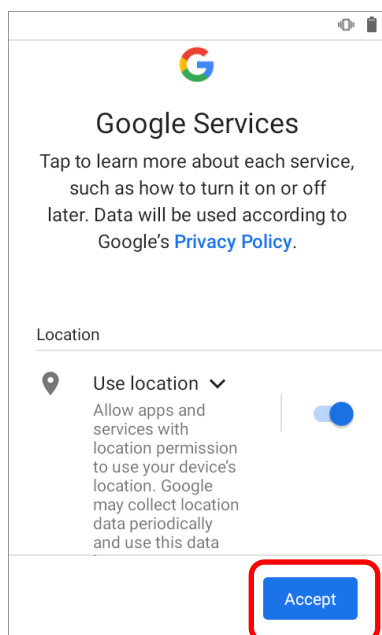 Google Services
Tap to learn more about each service,
such as how to turn it on or off
later. Data will be used according to
Google's Privacy Policy.
Location
Use location
Allow apps and
services with
location permission
to use your device's
location. Google
may collect location
data periodically
and use this data
Accept